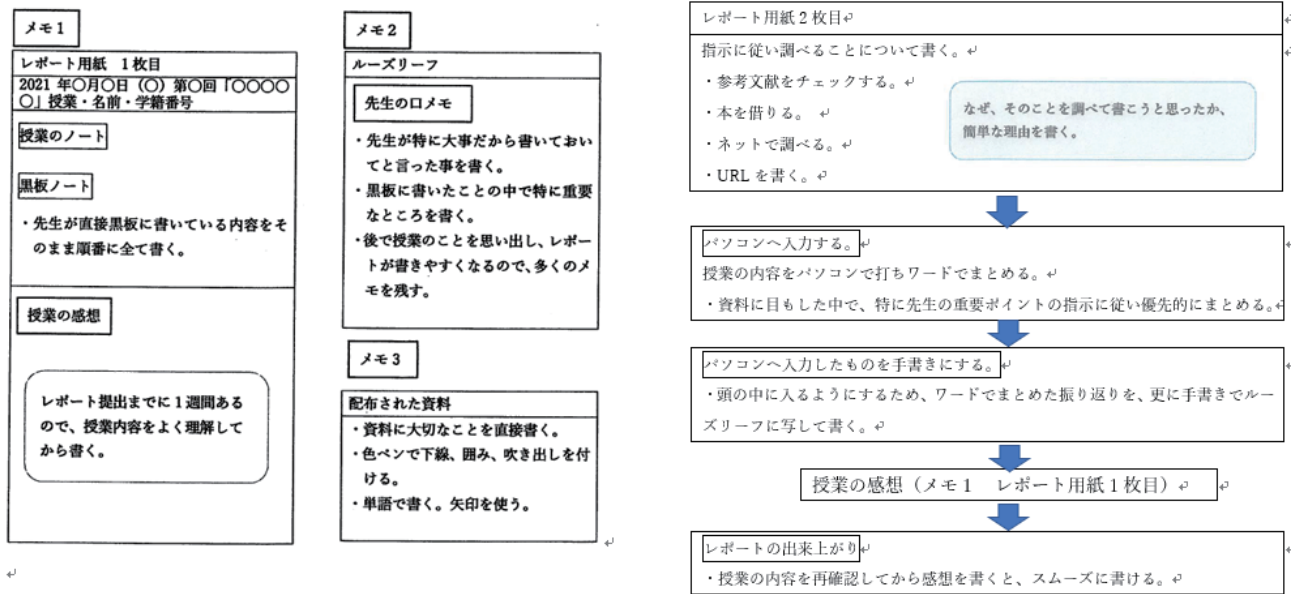 メモ1
レポート用紙 1枚目
2021 年〇月〇日（〇）第〇回「〇〇〇〇
〇」授業・名前・学籍番号
授業のノート
黒板ノート
・先生が直接黒板に書いている内容をそ
のまま順番に全て書く。
授業の感想
レポート提出までに1週間ある
ので、授業内容をよく理解して
から書く。
メモ2
ルーズリーフ
先生の口メモ
・先生が特に大事だから書いておい
てと言った事を書く。
・黒板に書いたことの中で特に重要
なところを書く。
・後で授業のことを思い出し、レポー
トが書きやすくなるので、多くのメ
モを残す。
メモ3
配布された資料
・資料に大切なことを直接書く。
・色ペンで下線、囲み、吹き出しを付
ける。
・単語で書く。矢印を使う。
レポート用紙2枚目
指示に従い調べることについて書く。
・参考文献をチェックする。
・本を借りる。
・ネットで調べる。
・URL を書く。
なぜ、そのことを調べて書こうと思ったか、
簡単な理由を書く。
パソコンへ入力する。
授業の内容をパソコンで打ちワードでまとめる。
・資料に目もした中で、特に先生の重要ポイントの指示に従い優先的にまとめる。
パソコンへ入力したものを手書きにする。
・頭の中に入るようにするため、ワードでまとめた振り返りを、更に手書きでルー
ズリーフに写して書く。
授業の感想（メモ1 レポート用紙1枚目）
レポートの出来上がり
・授業の内容を再確認してから感想を書くと、スムーズに書ける。